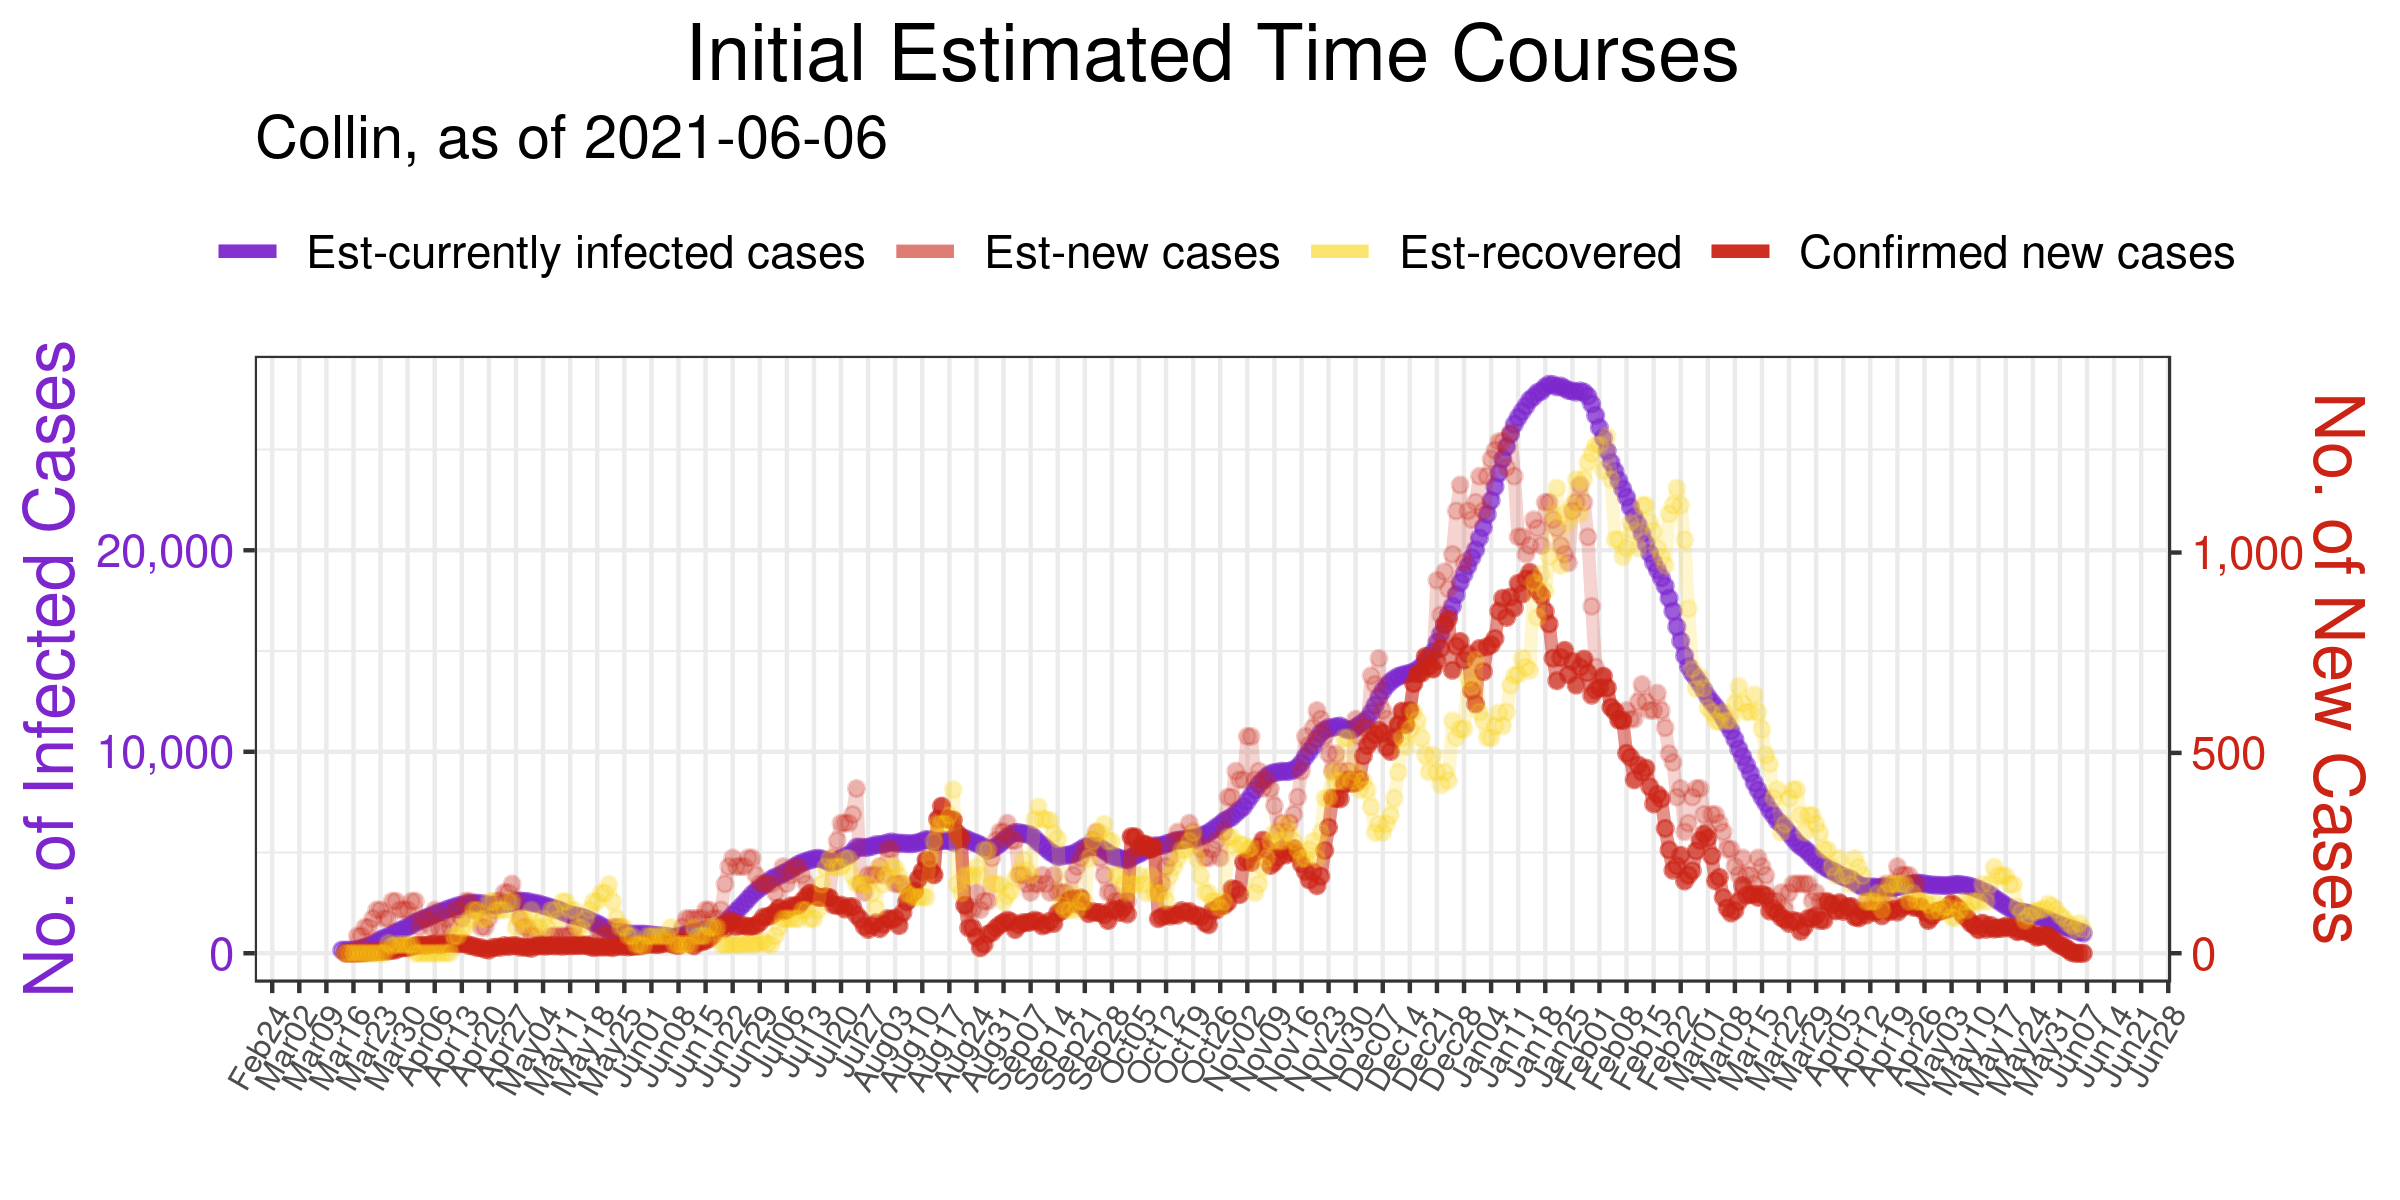 Initial Estimated Time Courses
Collin, as of 2021-06-06
Est-currently infected cases Est-new cases Est-recovered Confirmed new cases
No. of Infected Cases
20,000
10,000
0
1,000
500
0
No. of New Cases
Feb24 Mar02 Mar09 Mar16 Mar23 Mar30 Apr06 Apr13 Apr20 Apr27 May04 May11 May18 May25 Jun01 Jun08 Jun15 Jun22 Jun29 Jul06 Jul13 Jul20 Jul27 Aug03 Aug10 Aug17 Aug24 Aug31 Sep07 Sep14 Sep21 Sep28 Oct05 Oct12 Oct19 Oct26 Nov02 Nov09 Nov16 Nov23 Nov30 Dec07 Dec14 Dec21 Dec28 Jan04 Jan11 Jan18 Jan25 Feb01 Feb08 Feb15 Feb22 Mar01 Mar08 Mar15 Mar22 Mar29 Apr05 Apr12 Apr19 Apr26 May03 May10 May17 May24 May31 Jun07 Jun14 Jun21 Jun28